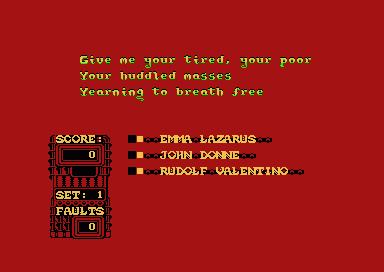 Give me your tired, your poor
Your huddled masses
Yearning to breath free
SCORE:
0
EMMA LAZARUS
JOHN DONNE
RUDOLF VALENTINO
SET: 1
FAULTS
0